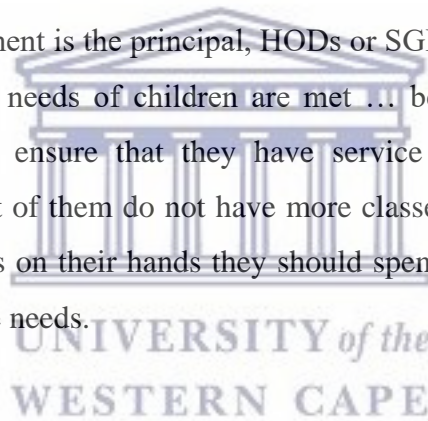 ment is the principal, HODs or SGB
needs of children are met … be
ensure that they have service
t of them do not have more classe
s on their hands they should spen
needs.
UNIVERSITY of the
WESTERN CAPE